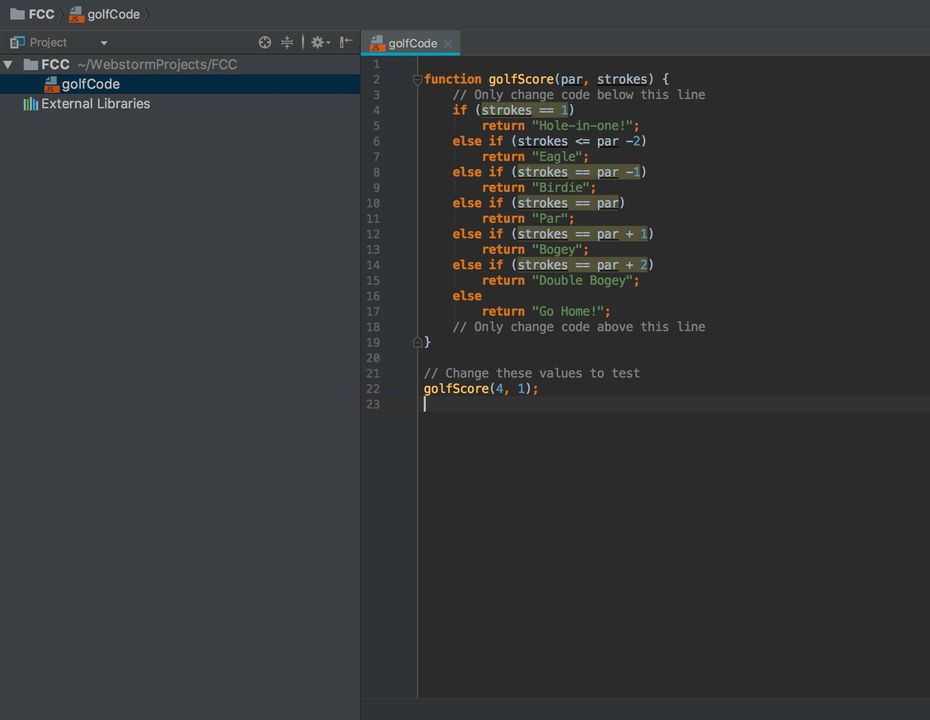 FCC golfCode
Project
golfCode
FCC ~/WebstormProjects/FCC
golfCode
External Libraries
1
2 function golfScore(par, strokes) {
3 // Only change code below this line
4 if (strokes == 1)
5 return "Hole-in-one!";
6 else if (strokes <= par -2)
7 return "Eagle";
8 else if (strokes == par -1)
9 return "Birdie";
10 else if (strokes == par)
11 return "Par";
12 else if (strokes == par + 1)
13 return "Bogey";
14 else if (strokes == par + 2)
15 return "Double Bogey";
16 else
17 return "Go Home!";
18 // Only change code above this line
19 }
20
21 // Change these values to test
22 golfScore(4, 1);
23